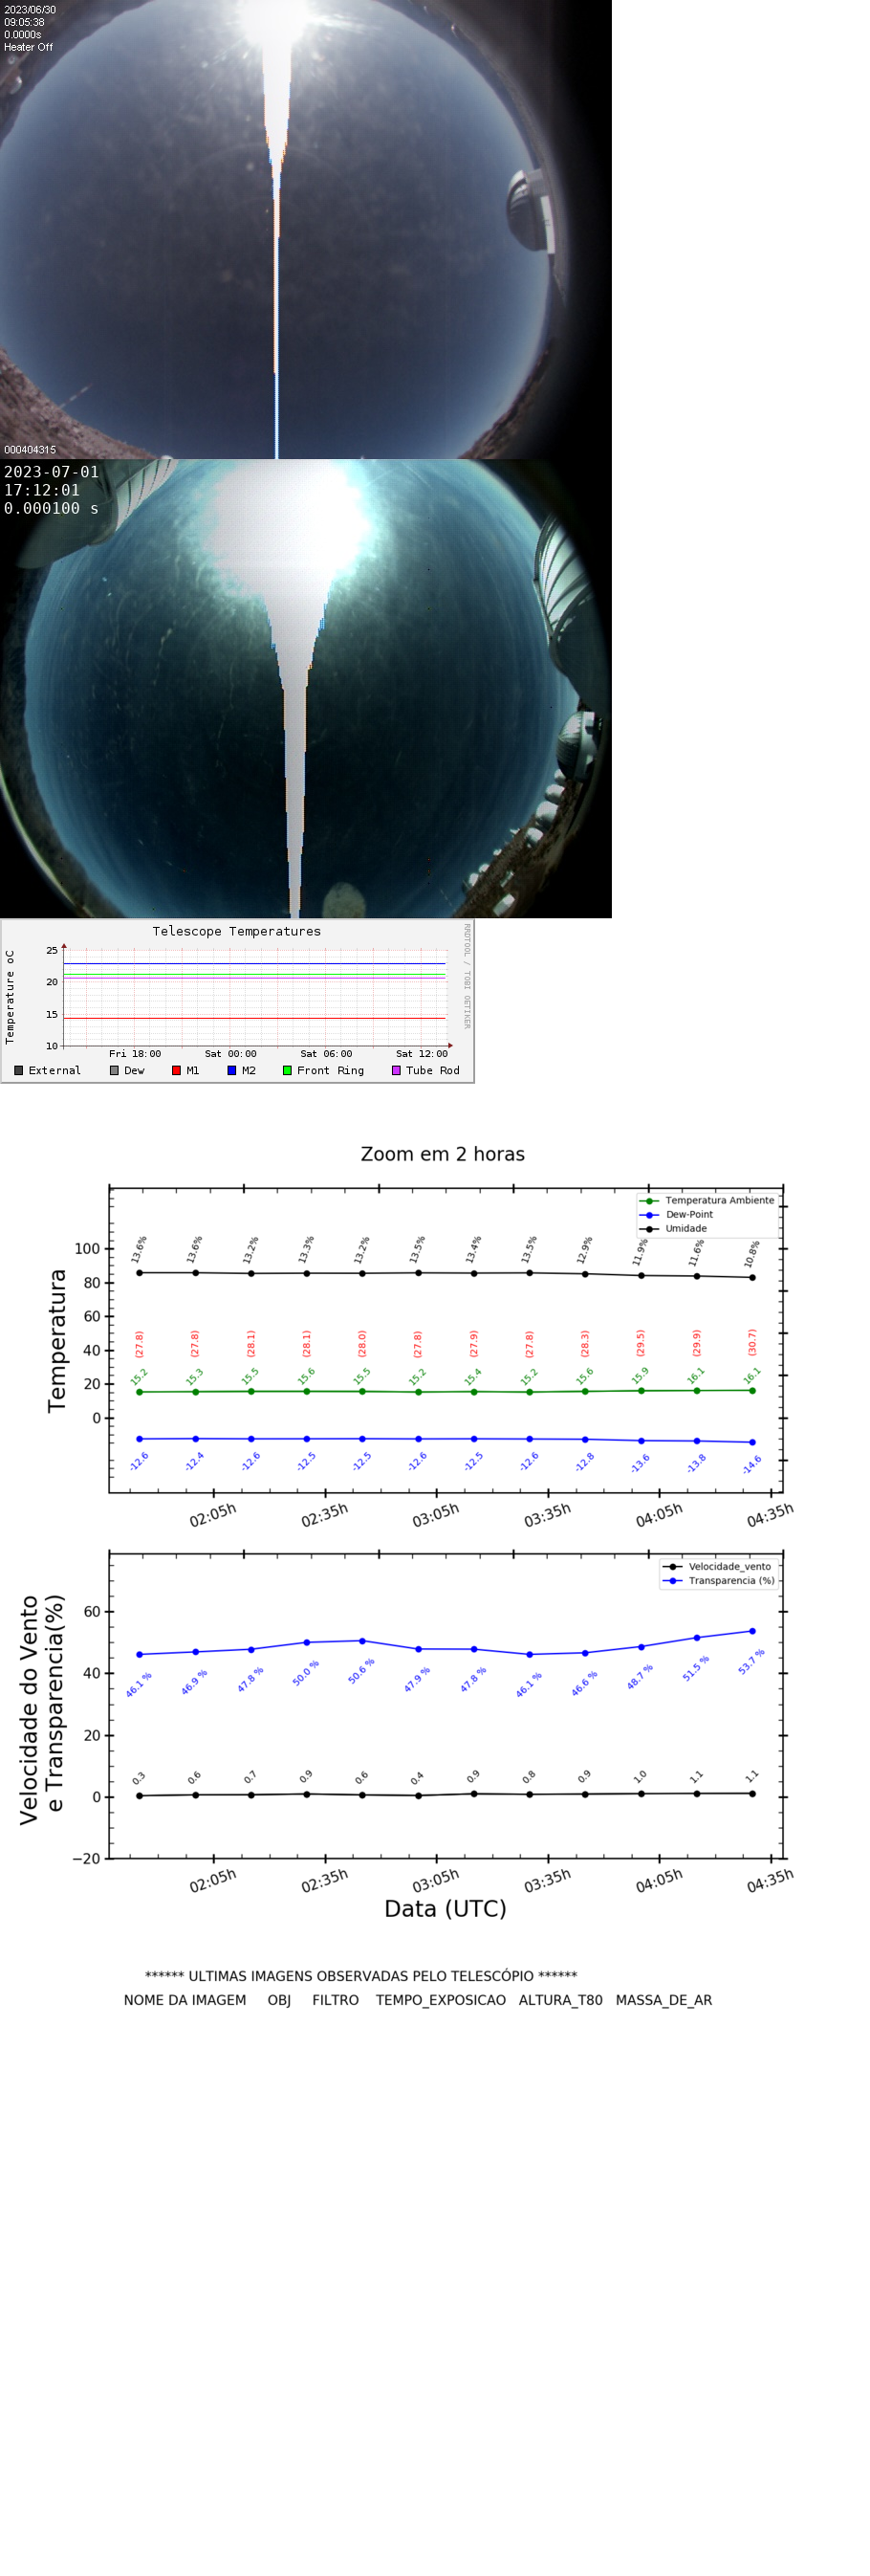 2023/06/30
09:05:38
0.0000s
Heater Off
000404315
2023-07-01
17:12:01
0.000100 s
Telescope Temperatures
RRDTOOL / TOBI OETIKER
Temperature oC
25
20
15
10
Fri 18:00 Sat 00:00 Sat 06:00 Sat 12:00
External Dew M1 M2 Front Ring Tube Rod
Zoom em 2 horas
Temperatura Ambiente
Dew-Point
Umidade
Temperatura
100
80
60
40
20
0
13.6% 13.6% 13.2% 13.3% 13.2% 13.5% 13.4% 13.5% 12.9% 11.9% 11.6% 10.8%
(27.8) (27.8) (28.1) (28.1) (28.0) (27.8) (27.9) (27.8) (28.3) (29.5) (29.9) (30.7)
15.2 15.3 15.5 15.6 15.5 15.2 15.4 15.2 15.6 15.9 16.1 16.1
-12.6 -12.4 -12.6 -12.5 -12.5 -12.6 -12.5 -12.6 -12.8 -13.6 -13.8 -14.6
02:05h 02:35h 03:05h 03:35h 04:05h 04:35h
Velocidade_vento
Transparencia (%)
Velocidade do Vento
e Transparencia(%)
60
40
20
0
−20
46.1 % 46.9 % 47.8 % 50.0 % 50.6 % 47.9 % 47.8 % 46.1 % 46.6 % 48.7 % 51.5 % 53.7 %
0.3 0.6 0.7 0.9 0.6 0.4 0.9 0.8 0.9 1.0 1.1 1.1
02:05h 02:35h 03:05h 03:35h 04:05h 04:35h
Data (UTC)
****** ULTIMAS IMAGENS OBSERVADAS PELO TELESCÓPIO ******
NOME DA IMAGEM OBJ FILTRO TEMPO_EXPOSICAO ALTURA_T80 MASSA_DE_AR